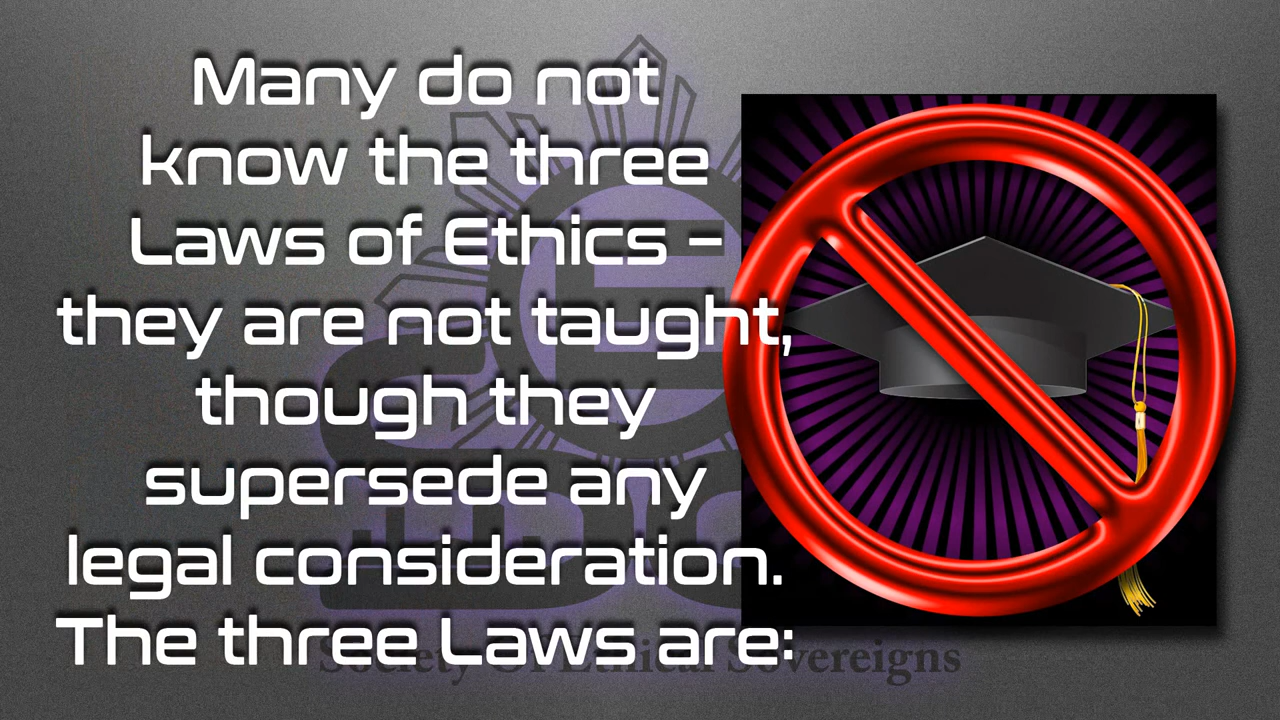 Many do not
know the three
Laws of Ethics -
they are not taught,
though they
supersede any
legal consideration.
The three Laws are:
Society Of Ethical Sovereigns